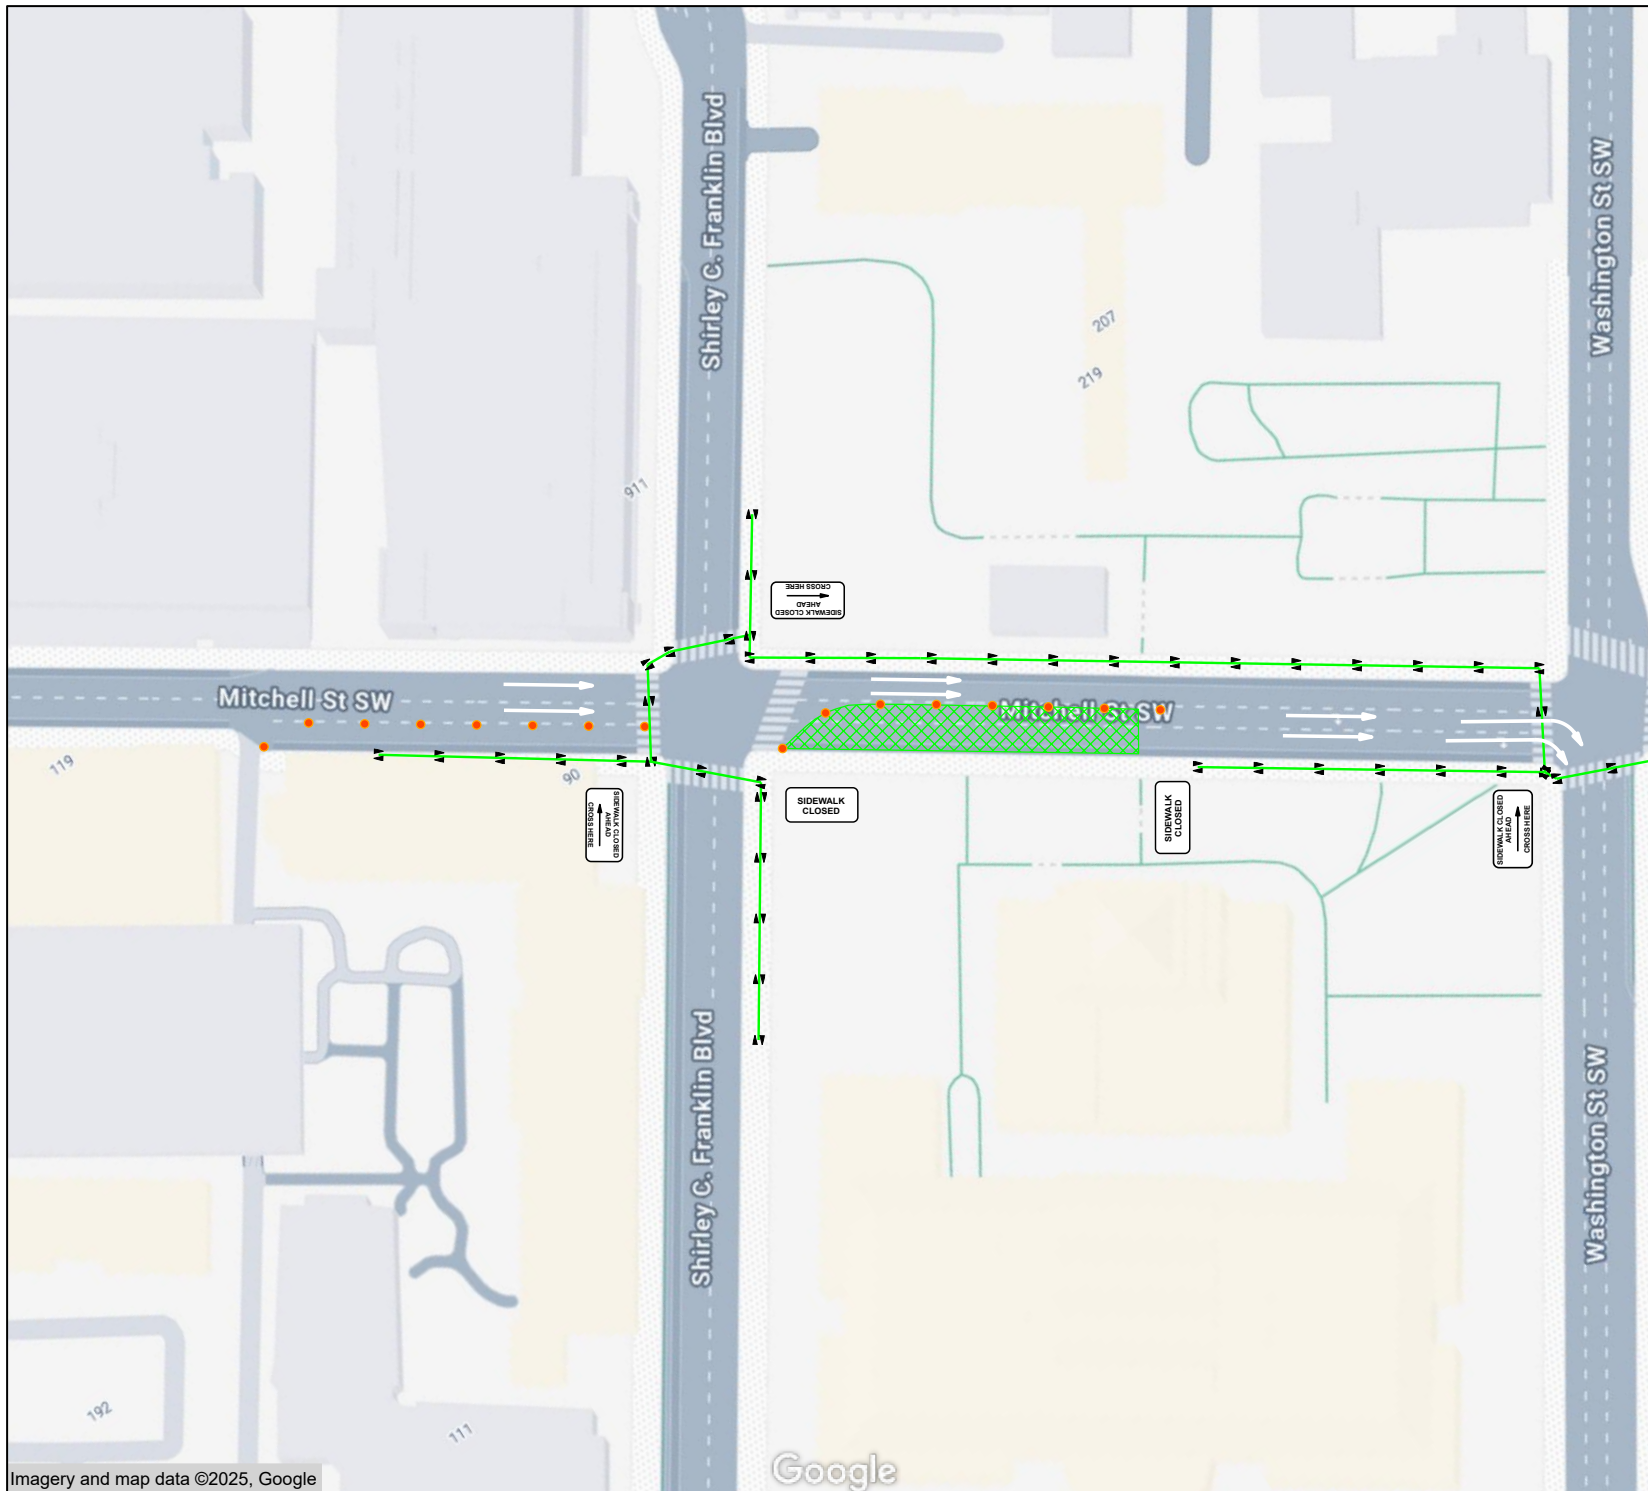 Shirley C. Franklin Blvd
Washington St SW
207
219
911
SIDEWALK CLOSED
AHEAD
CROSS HERE
Mitchell St SW
Mitchell St SW
119
90
SIDEWALK CLOSED
AHEAD
CROSS HERE
SIDEWALK
CLOSED
SIDEWALK
CLOSED
SIDEWALK CLOSED
AHEAD
CROSS HERE
Shirley C. Franklin Blvd
Washington St SW
192
111
Google
Imagery and map data ©2025, Google